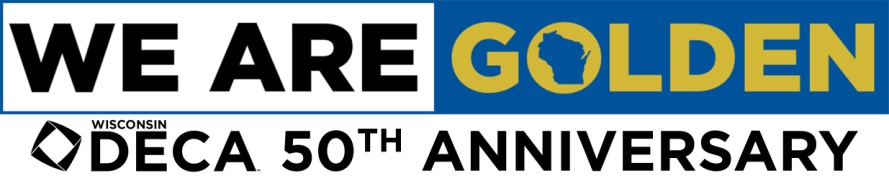 WE ARE GOLDEN
WISCONSIN
DECA 50TH ANNIVERSARY